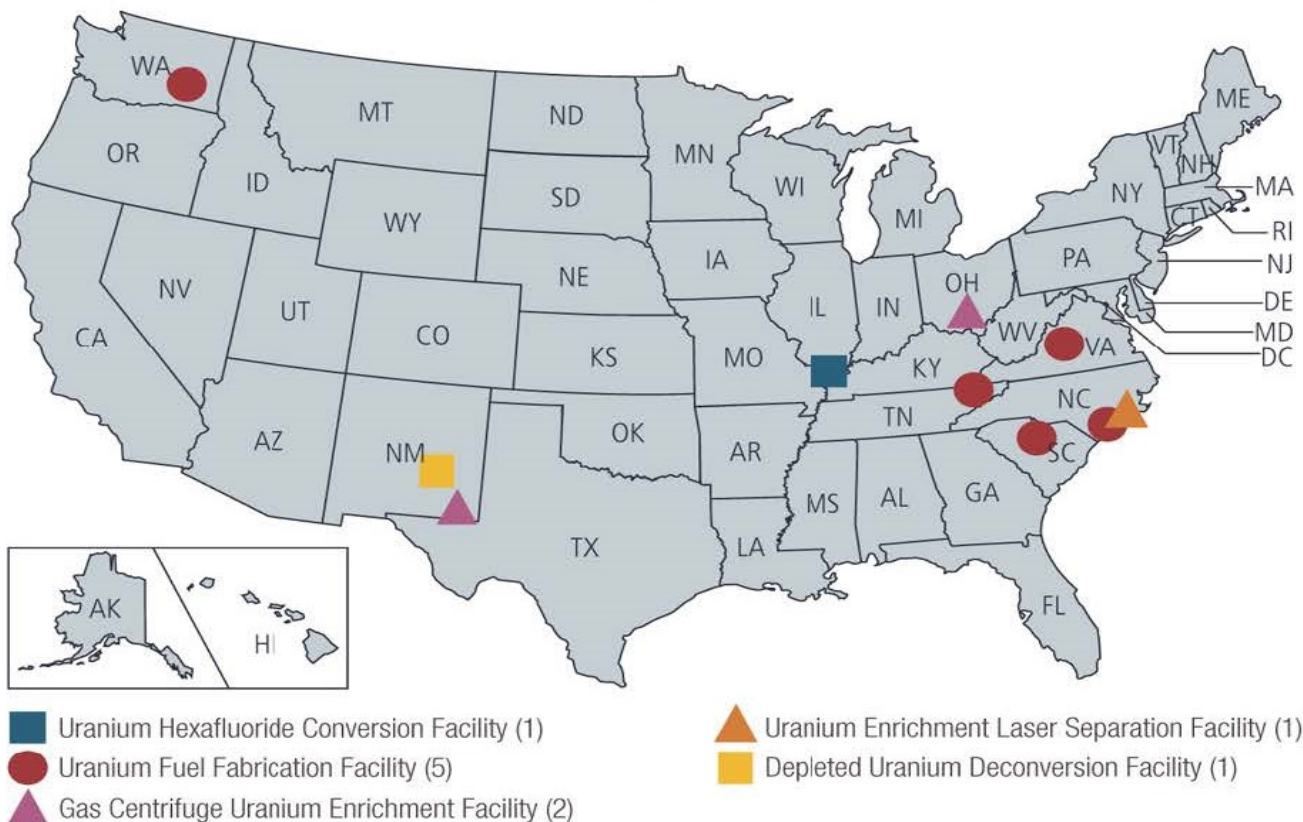 WA
MT
ND
MN
ME
OR
ID
SD
WI
VT
NH
MI
NY
MA
WY
CT
RI
IA
PA
NJ
NV
NE
OH
DE
UT
IL
IN
WV
MD
CA
CO
KS
MO
KY
VA
DC
AZ
NM
OK
TN
NC
AR
SC
MS
AL
GA
TX
LA
FL
AK
HI
Uranium Hexafluoride Conversion Facility (1)
Uranium Fuel Fabrication Facility (5)
Gas Centrifuge Uranium Enrichment Facility (2)
Uranium Enrichment Laser Separation Facility (1)
Depleted Uranium Deconversion Facility (1)